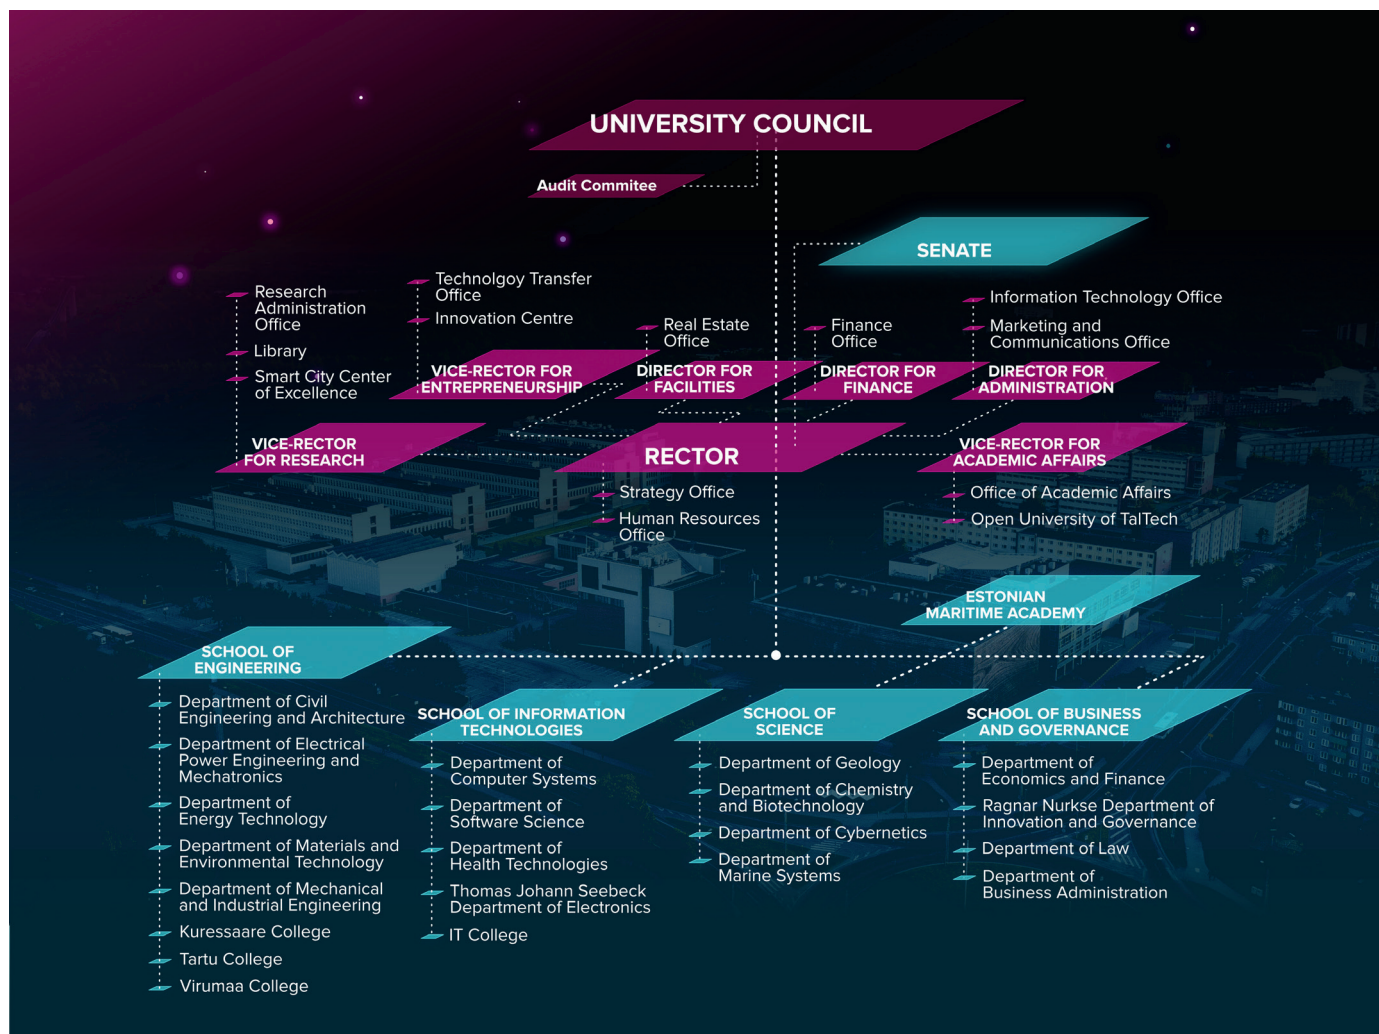 UNIVERSITY COUNCIL
Audit Commitee
SENATE
Research
Administration
Office
Library
Smart City Center
of Excellence
VICE-RECTOR
FOR RESEARCH
Technolgoy Transfer
Office
Innovation Centre
VICE-RECTOR FOR
ENTREPRENEURSHIP
Real Estate
Office
DIRECTOR FOR
FACILITIES
Finance
Office
DIRECTOR FOR
FINANCE
Information Technology Office
Marketing and
Communications Office
DIRECTOR FOR
ADMINISTRATION
RECTOR
Strategy Office
Human Resources
Office
VICE-RECTOR FOR
ACADEMIC AFFAIRS
Office of Academic Affairs
Open University of TalTech
ESTONIAN
MARITIME ACADEMY
SCHOOL OF
ENGINEERING
Department of Civil
Engineering and Architecture
Department of Electrical
Power Engineering and
Mechatronics
Department of
Energy Technology
Department of Materials and
Environmental Technology
Department of Mechanical
and Industrial Engineering
Kuressaare College
Tartu College
Virumaa College
SCHOOL OF INFORMATION
TECHNOLOGIES
Department of
Computer Systems
Department of
Software Science
Department of
Health Technologies
Thomas Johann Seebeck
Department of Electronics
IT College
SCHOOL OF
SCIENCE
Department of Geology
Department of Chemistry
and Biotechnology
Department of Cybernetics
Department of
Marine Systems
SCHOOL OF BUSINESS
AND GOVERNANCE
Department of
Economics and Finance
Ragnar Nurkse Department of
Innovation and Governance
Department of Law
Department of
Business Administration